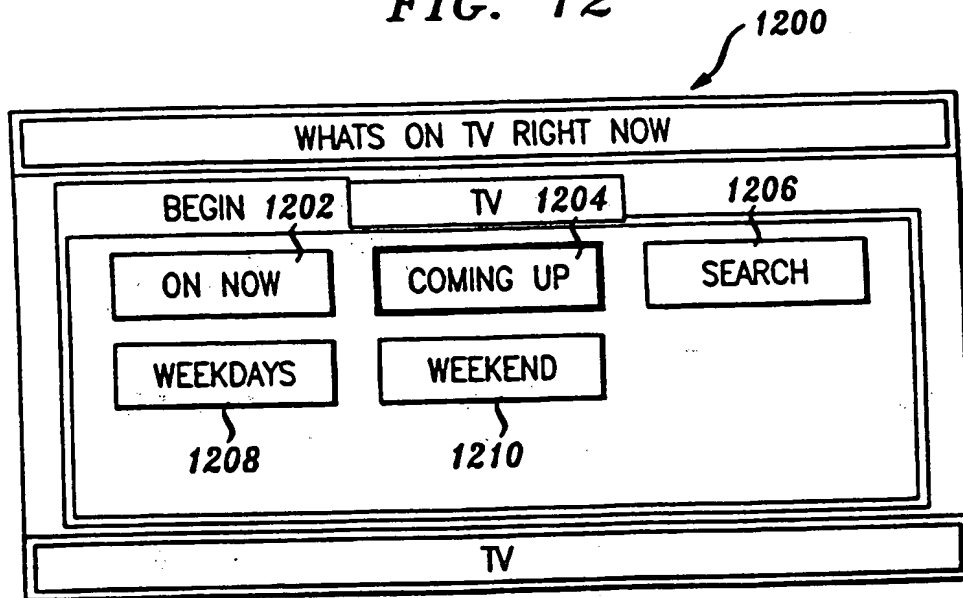 FIG. 12
1200
WHATS ON TV RIGHT NOW
BEGIN 1202 TV 1204 1206
ON NOW COMING UP SEARCH
WEEKDAYS WEEKEND
1208 1210
TV